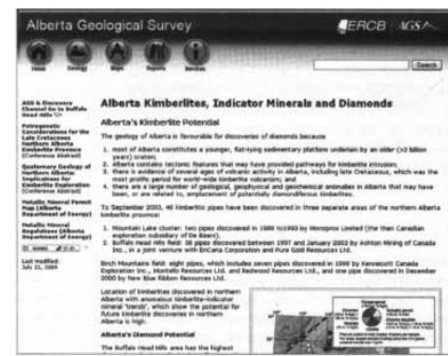 Alberta Geological Survey
ERCB AGS
Home
Geology
Maps
Reports
Services
Search
AGS & Discovery
Channel Go to Buffalo
Head Hills
Petrogenetic
Considerations for the
Late Cretaceous
Northern Alberta
Kimberlite Province
(Conference Abstract)
Quaternary Geology of
Northern Alberta:
Implications for
Kimberlite Exploration
(Conference Abstract)
Metallic Mineral Permit
Map (Alberta
Department of Energy)
Metallic Mineral
Regulations (Alberta
Department of Energy)
Last modified:
Alberta Kimberlites, Indicator Minerals and Diamonds
Alberta's Kimberlite Potential
The geology of Alberta is favourable for discoveries of diamonds because
1. most of Alberta constitutes a younger, flat-lying sedimentary platform underlain by an older (>2 billion
years) craton;
2. Alberta contains tectonic features that may have provided pathways for kimberlite intrusion;
3. there is evidence of several ages of volcanic activity in Alberta, including late Cretaceous, which was the
most prolific period for world-wide kimberlite volcanism; and
4. there are a large number of geological, geophysical and geochemical anomalies in Alberta that may have
been, or are related to, emplacement of potentially diamondiferous kimberlites.
To September 2003, 48 kimberlitic pipes have been discovered in three separate areas of the northern Alberta
kimberlite province:
1. Mountain Lake cluster: two pipes discovered in 1989 to1993 by Monopros Limited (the then Canadian
exploration subsidiary of De Beers).
2. Buffalo Head Hills field: 38 pipes discovered between 1997 and January 2003 by Ashton Mining of Canada
Inc., in a joint venture with EnCana Corporation and Pure Gold Resources Ltd.
Birch Mountains field: eight pipes, which includes seven pipes discovered in 1998 by Kennecott Canada
Exploration Inc., Montello Resources Ltd. and Redwood Resources Ltd., and one pipe discovered in December
2000 by New Blue Ribbon Resources Ltd.
Location of kimberlites discovered in northern
Alberta with anomalous kimberlite-indicator
mineral 'trends', which show the potential for
future kimberlite discoveries in northern
Alberta is high.
Alberta's Diamond Potential
The Buffalo Head Hills area has the highest